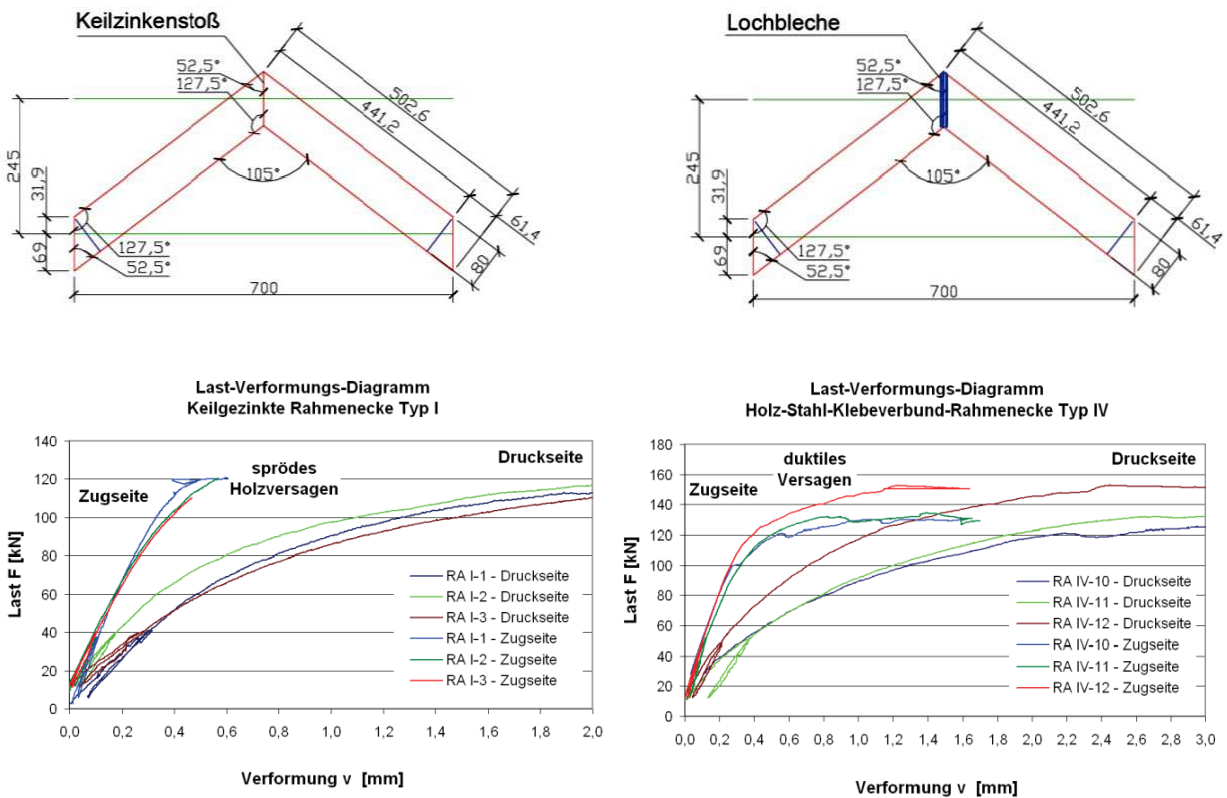 Keilzinkenstoß
52,5°
127,5°
502,6
441,2
245
31,9
69
105°
127,5°
52,5°
61,4
80
700
Lochbleche
52,5°
127,5°
502,6
441,2
245
31,9
69
105°
127,5°
52,5°
61,4
80
700
Last-Verformungs-Diagramm
Keilgezinkte Rahmenecke Typ I
Last F [kN]
140
120
100
80
60
40
20
0
Zugseite
sprödes
Holzversagen
Druckseite
RA I-1 - Druckseite
RA I-2 - Druckseite
RA I-3 - Druckseite
RA I-1 - Zugseite
RA I-2 - Zugseite
RA I-3 - Zugseite
0,0 0,2 0,4 0,6 0,8 1,0 1,2 1,4 1,6 1,8 2,0
Verformung v [mm]
Last-Verformungs-Diagramm
Holz-Stahl-Klebeverbund-Rahmenecke Typ IV
Last F [kN]
180
160
140
120
100
80
60
40
20
0
Zugseite
duktiles
Versagen
Druckseite
RA IV-10 - Druckseite
RA IV-11 - Druckseite
RA IV-12 - Druckseite
RA IV-10 - Zugseite
RA IV-11 - Zugseite
RA IV-12 - Zugseite
0,0 0,2 0,4 0,6 0,8 1,0 1,2 1,4 1,6 1,8 2,0 2,2 2,4 2,6 2,8 3,0
Verformung v [mm]